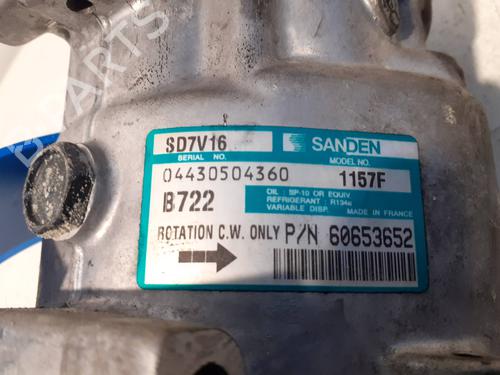 B PARTS
SD7V16 SANDEN
SERIAL NO. MODEL NO.
04430504360 1157F
B722 OIL : SP-10 OR EQUIV
REFRIGERANT : R134a
VARIABLE DISP. MADE IN FRANCE
ROTATION C.W. ONLY P/N 60653652